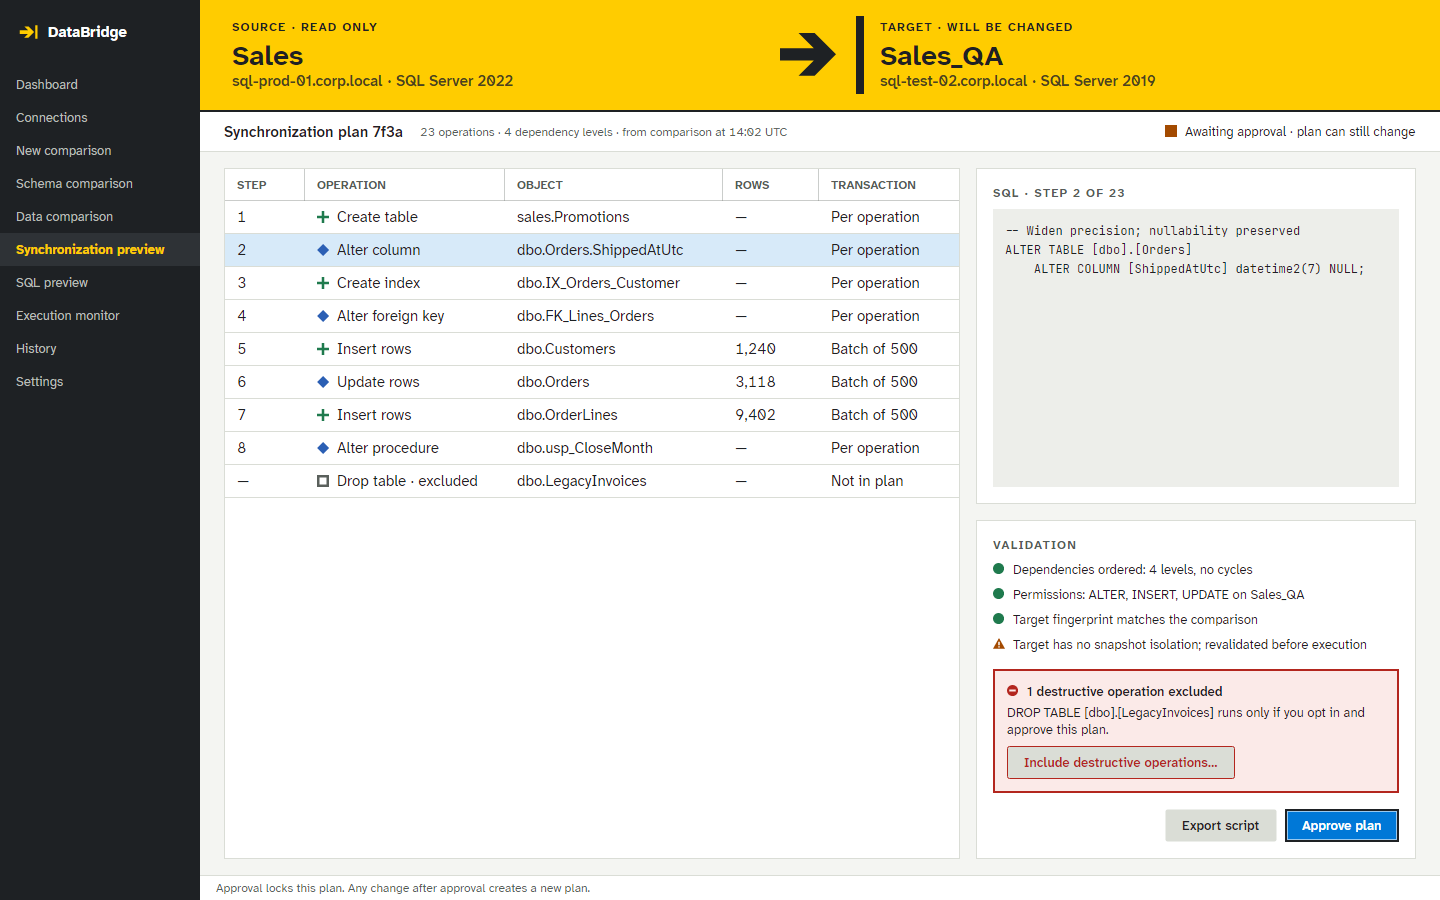 DataBridge
Dashboard
Connections
New comparison
Schema comparison
Data comparison
Synchronization preview
SQL preview
Execution monitor
History
Settings
SOURCE · READ ONLY
Sales
sql-prod-01.corp.local · SQL Server 2022
TARGET · WILL BE CHANGED
Sales_QA
sql-test-02.corp.local · SQL Server 2019
Synchronization plan 7f3a 23 operations · 4 dependency levels · from comparison at 14:02 UTC
Awaiting approval · plan can still change
STEP OPERATION OBJECT ROWS TRANSACTION
1 Create table sales.Promotions — Per operation
2 Alter column dbo.Orders.ShippedAtUtc — Per operation
3 Create index dbo.IX_Orders_Customer — Per operation
4 Alter foreign key dbo.FK_Lines_Orders — Per operation
5 Insert rows dbo.Customers 1,240 Batch of 500
6 Update rows dbo.Orders 3,118 Batch of 500
7 Insert rows dbo.OrderLines 9,402 Batch of 500
8 Alter procedure dbo.usp_CloseMonth — Per operation
— Drop table · excluded dbo.LegacyInvoices — Not in plan
SQL · STEP 2 OF 23
-- Widen precision; nullability preserved
ALTER TABLE [dbo].[Orders]
ALTER COLUMN [ShippedAtUtc] datetime2(7) NULL;
VALIDATION
Dependencies ordered: 4 levels, no cycles
Permissions: ALTER, INSERT, UPDATE on Sales_QA
Target fingerprint matches the comparison
Target has no snapshot isolation; revalidated before execution
1 destructive operation excluded
DROP TABLE [dbo].[LegacyInvoices] runs only if you opt in and
approve this plan.
Include destructive operations...
Export script
Approve plan
Approval locks this plan. Any change after approval creates a new plan.